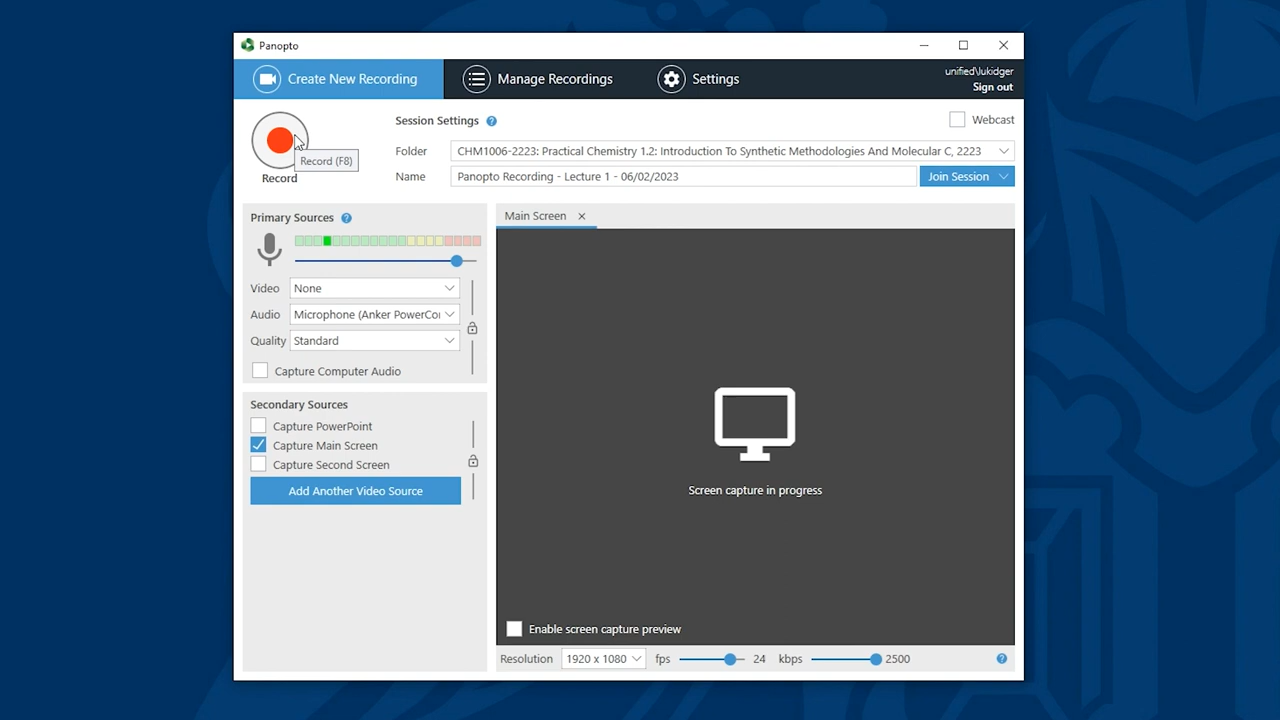 Panopto
Create New Recording
Manage Recordings
Settings
unified\lukidger
Sign out
Record
Record (F8)
Session Settings
Webcast
Folder
CHM1006-2223: Practical Chemistry 1.2: Introduction To Synthetic Methodologies And Molecular C, 2223
Name
Panopto Recording - Lecture 1 - 06/02/2023
Join Session
Primary Sources
Video
None
Audio
Microphone (Anker PowerCo
Quality
Standard
Capture Computer Audio
Secondary Sources
Capture PowerPoint
Capture Main Screen
Capture Second Screen
Add Another Video Source
Main Screen
Screen capture in progress
Enable screen capture preview
Resolution
1920 x 1080
fps
24
kbps
2500